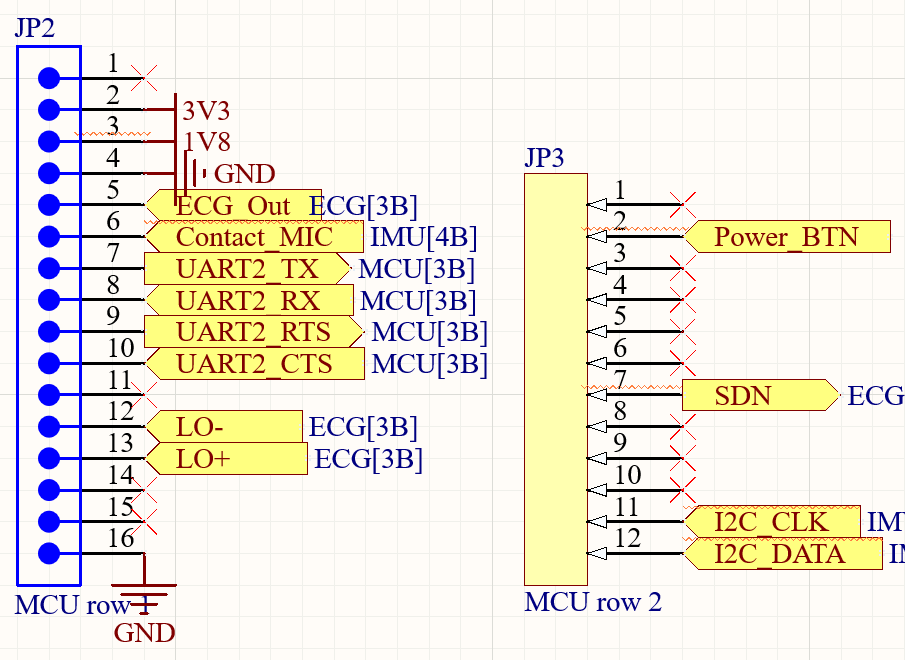 JP2
1
2
3V3
3
1V8
4
GND
5
ECG_Out
ECG[3B]
6
Contact_MIC
IMU[4B]
7
UART2_TX
MCU[3B]
8
UART2_RX
MCU[3B]
9
UART2_RTS
MCU[3B]
10
UART2_CTS
MCU[3B]
11
12
LO-
ECG[3B]
13
LO+
ECG[3B]
14
15
16
MCU row 1
GND
JP3
1
2
Power_BTN
3
4
5
6
7
SDN
ECG
8
9
10
11
I2C_CLK
12
I2C_DATA
MCU row 2